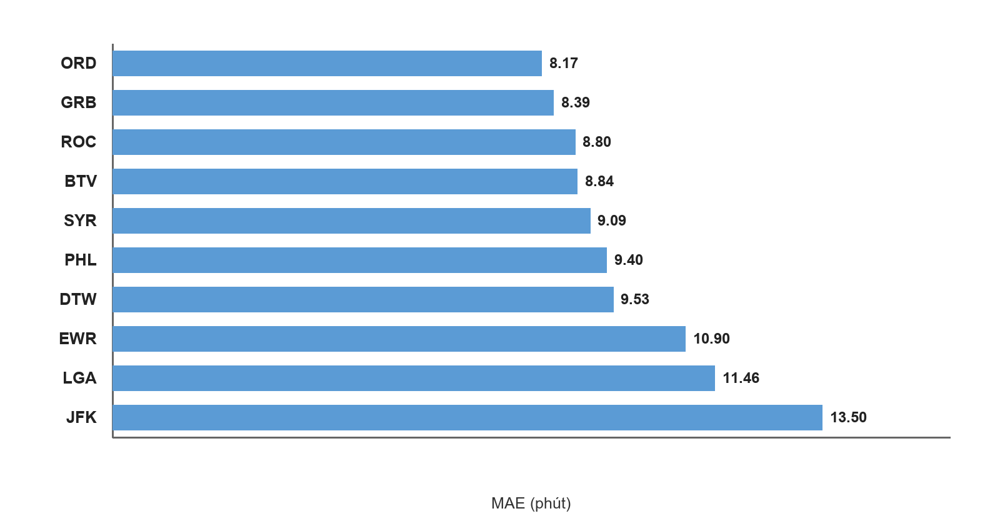 ORD 8.17
GRB 8.39
ROC 8.80
BTV 8.84
SYR 9.09
PHL 9.40
DTW 9.53
EWR 10.90
LGA 11.46
JFK 13.50
MAE (phút)